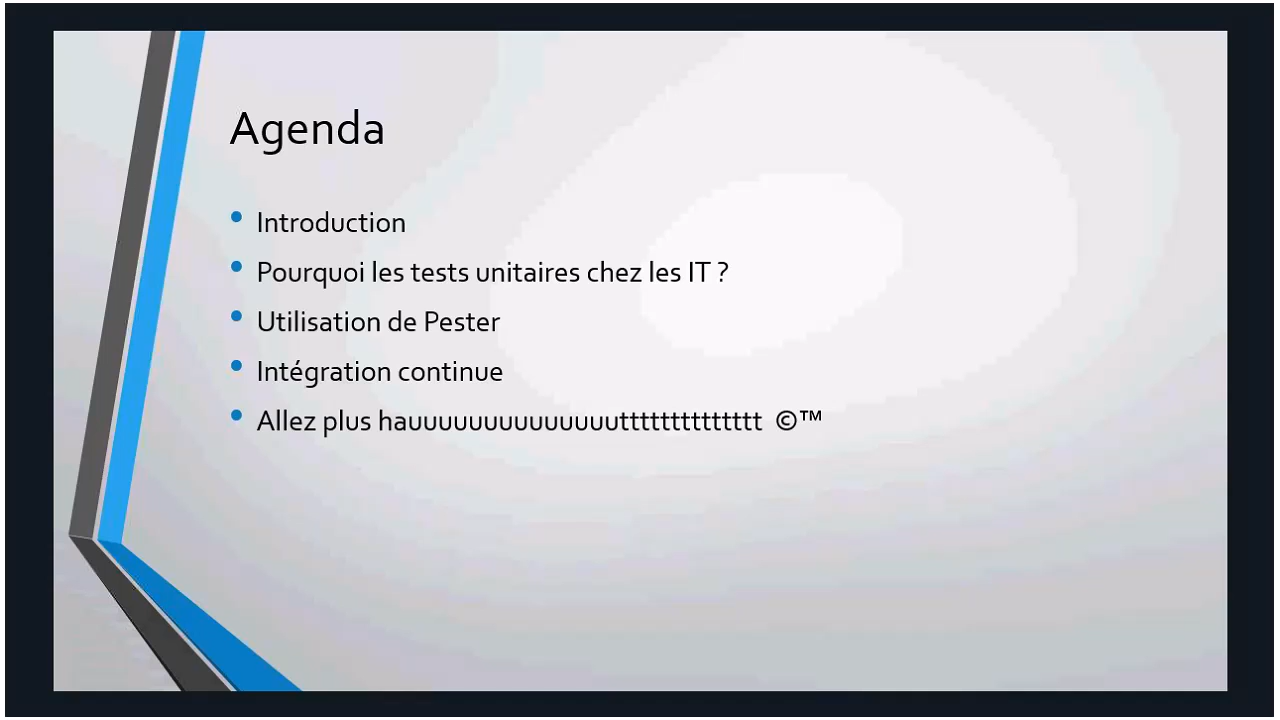 Agenda
• Introduction
• Pourquoi les tests unitaires chez les IT ?
• Utilisation de Pester
• Intégration continue
• Allez plus hauuuuuuuuuuuuuutttttttttttttt ©™